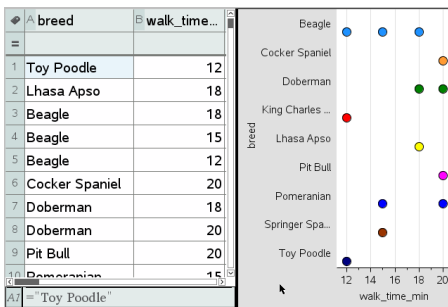 A breed B walk_time...
=
1 Toy Poodle 12
2 Lhasa Apso 18
3 Beagle 18
4 Beagle 15
5 Beagle 12
6 Cocker Spaniel 20
7 Doberman 18
8 Doberman 20
9 Pit Bull 20
10 Pomeranian 15
A1 ="Toy Poodle"
breed
Beagle
Cocker Spaniel
Doberman
King Charles ...
Lhasa Apso
Pit Bull
Pomeranian
Springer Spa...
Toy Poodle
12 14 16 18 20
walk_time_min